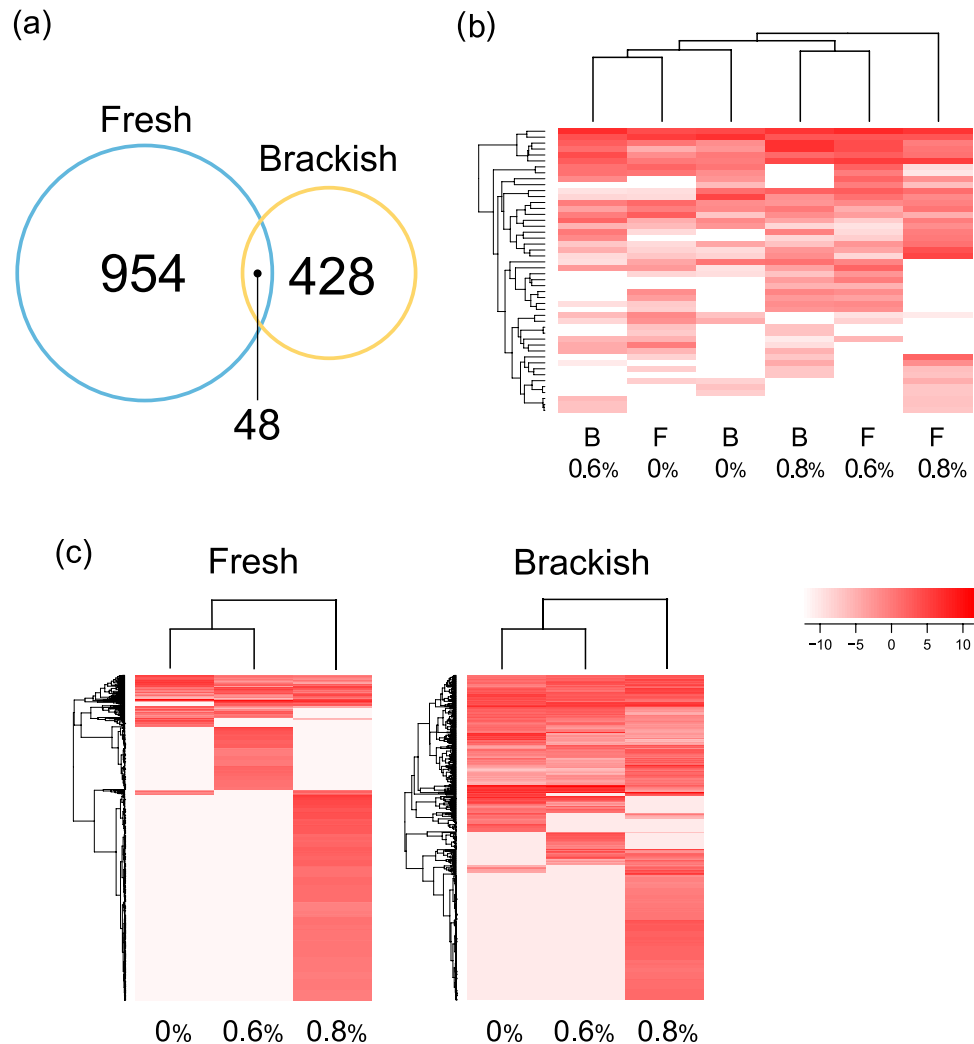 (a)
Fresh
Brackish
954
428
48
(b)
B F B B F F
0.6% 0% 0% 0.8% 0.6% 0.8%
(c)
Fresh
Brackish
−10 −5 0 5 10
0% 0.6% 0.8%
0% 0.6% 0.8%